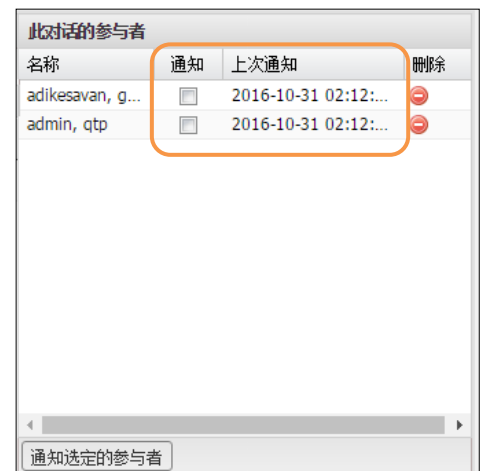 此对话的参与者
名称 通知 上次通知 删除
adikesavan, g... 2016-10-31 02:12:...
admin, qtp 2016-10-31 02:12:...
通知选定的参与者